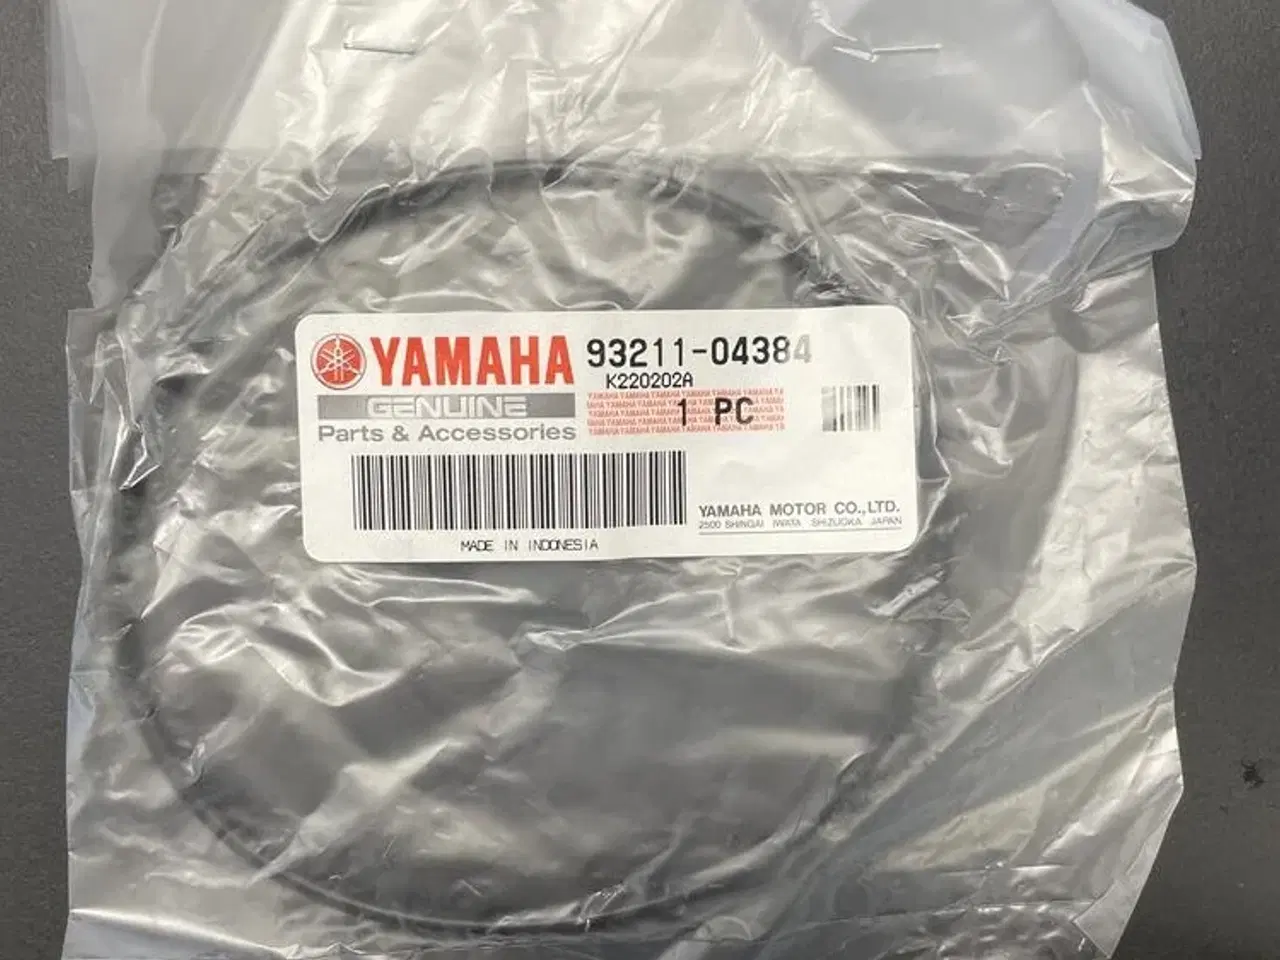 YAMAHA 93211-04384
K220202A
GENUINE
1 PC
Parts & Accessories
YAMAHA MOTOR CO.,LTD.
2500 SHINGAI IWATA SHIZUOKA JAPAN
MADE IN INDONESIA